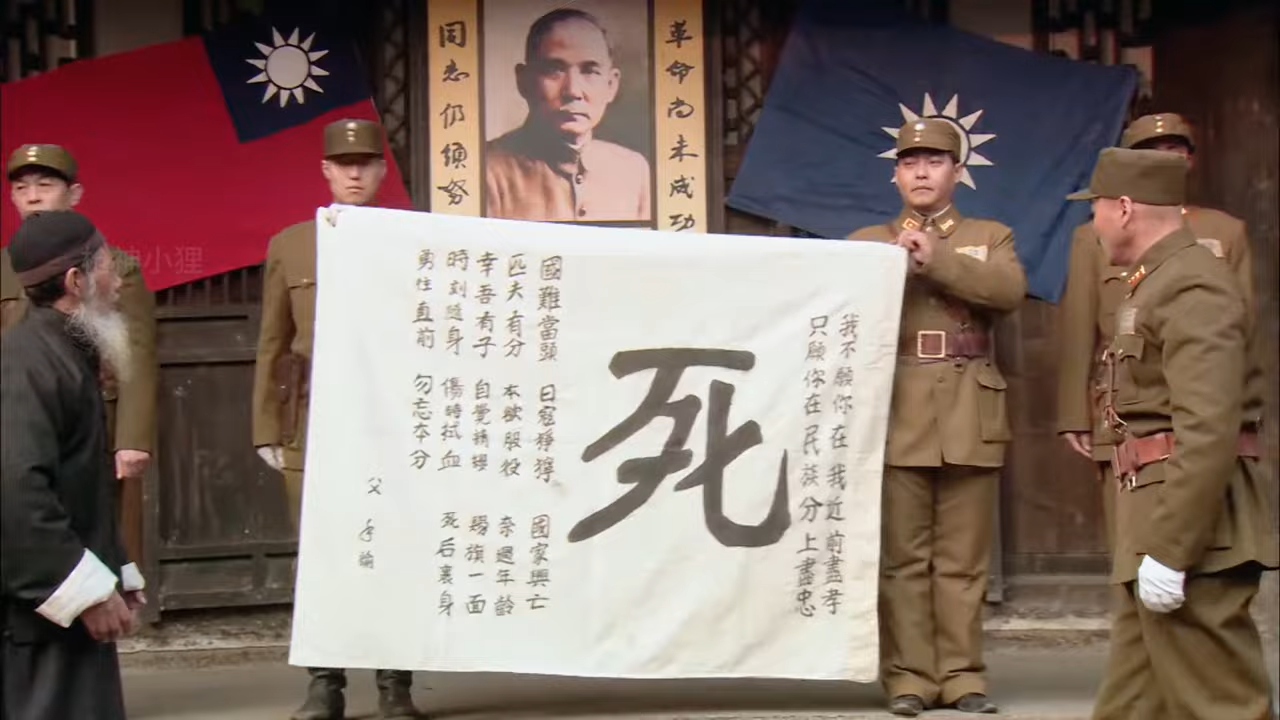 革命尚未成功
同志仍須努
我不願你在我近前盡孝
只願你在民族分上盡忠
死
國難當頭 日寇猙獰 國家興亡
匹夫有分 本欲服役 奈過年齡
幸吾有子 自覺請纓 賜旗一面
時刻隨身 傷時拭血 死后裹身
勇往直前 勿忘本分
父 手諭
小狸